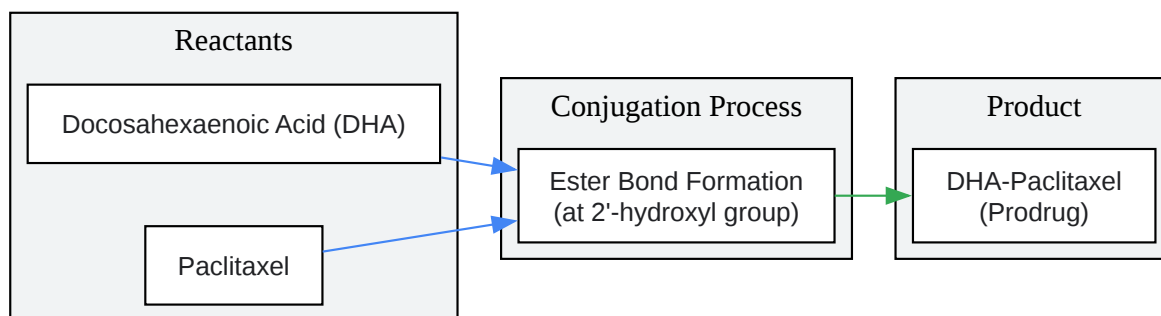 Reactants
Docosahexaenoic Acid (DHA)
Paclitaxel
Conjugation Process
Ester Bond Formation
(at 2'-hydroxyl group)
Product
DHA-Paclitaxel
(Prodrug)